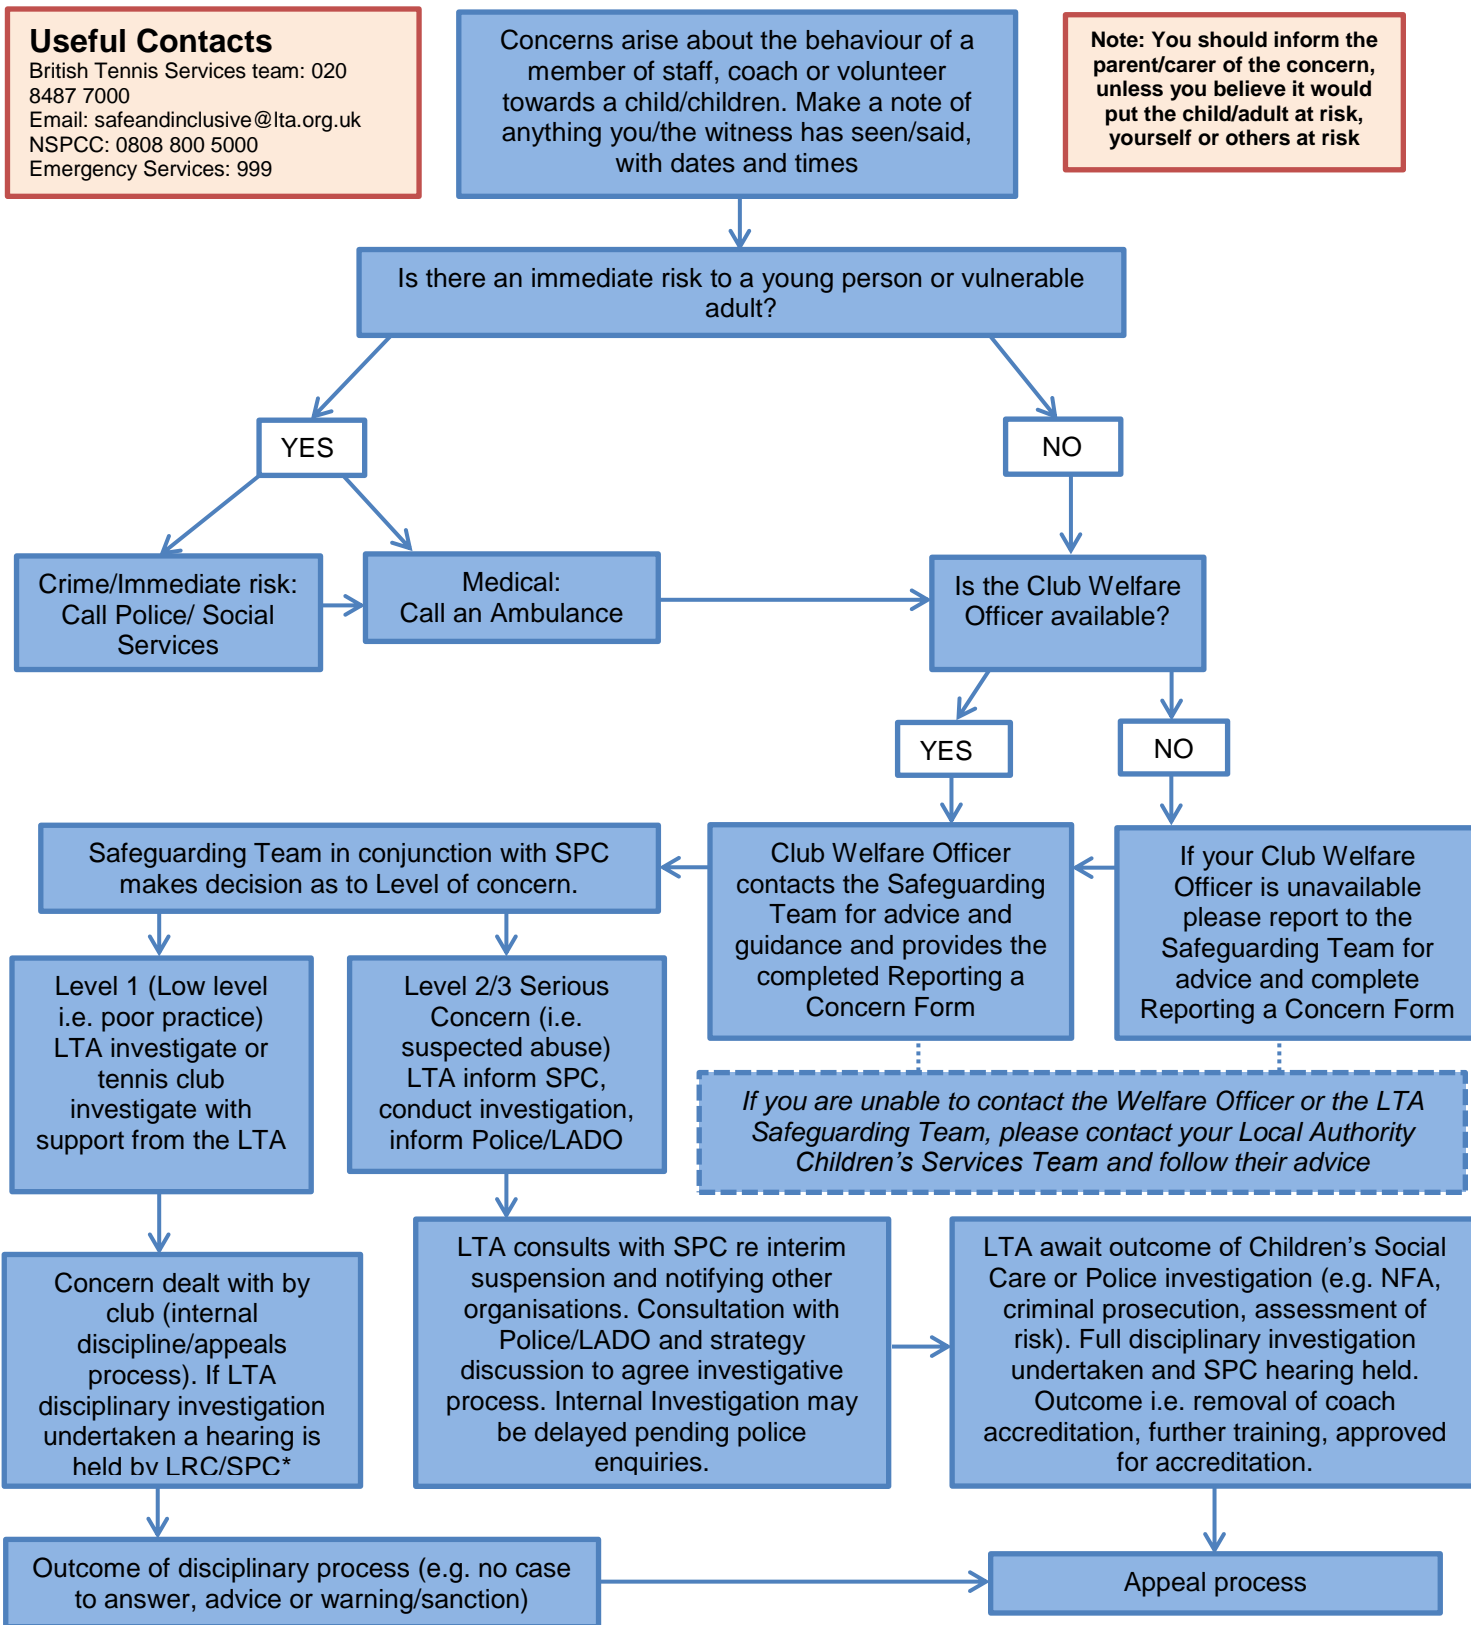 Useful Contacts
British Tennis Services team: 020
8487 7000
Email: safeandinclusive@lta.org.uk
NSPCC: 0808 800 5000
Emergency Services: 999
Concerns arise about the behaviour of a
member of staff, coach or volunteer
towards a child/children. Make a note of
anything you/the witness has seen/said,
with dates and times
Note: You should inform the
parent/carer of the concern,
unless you believe it would
put the child/adult at risk,
yourself or others at risk
Is there an immediate risk to a young person or vulnerable
adult?
YES
NO
Crime/Immediate risk:
Call Police/ Social
Services
Medical:
Call an Ambulance
Is the Club Welfare
Officer available?
YES
NO
Safeguarding Team in conjunction with SPC
makes decision as to Level of concern.
Club Welfare Officer
contacts the Safeguarding
Team for advice and
guidance and provides the
completed Reporting a
Concern Form
If your Club Welfare
Officer is unavailable
please report to the
Safeguarding Team for
advice and complete
Reporting a Concern Form
Level 1 (Low level
i.e. poor practice)
LTA investigate or
tennis club
investigate with
support from the LTA
Level 2/3 Serious
Concern (i.e.
suspected abuse)
LTA inform SPC,
conduct investigation,
inform Police/LADO
If you are unable to contact the Welfare Officer or the LTA
Safeguarding Team, please contact your Local Authority
Children’s Services Team and follow their advice
Concern dealt with by
club (internal
discipline/appeals
process). If LTA
disciplinary investigation
undertaken a hearing is
held by LRC/SPC*
LTA consults with SPC re interim
suspension and notifying other
organisations. Consultation with
Police/LADO and strategy
discussion to agree investigative
process. Internal Investigation may
be delayed pending police
enquiries.
LTA await outcome of Children’s Social
Care or Police investigation (e.g. NFA,
criminal prosecution, assessment of
risk). Full disciplinary investigation
undertaken and SPC hearing held.
Outcome i.e. removal of coach
accreditation, further training, approved
for accreditation.
Outcome of disciplinary process (e.g. no case
to answer, advice or warning/sanction)
Appeal process